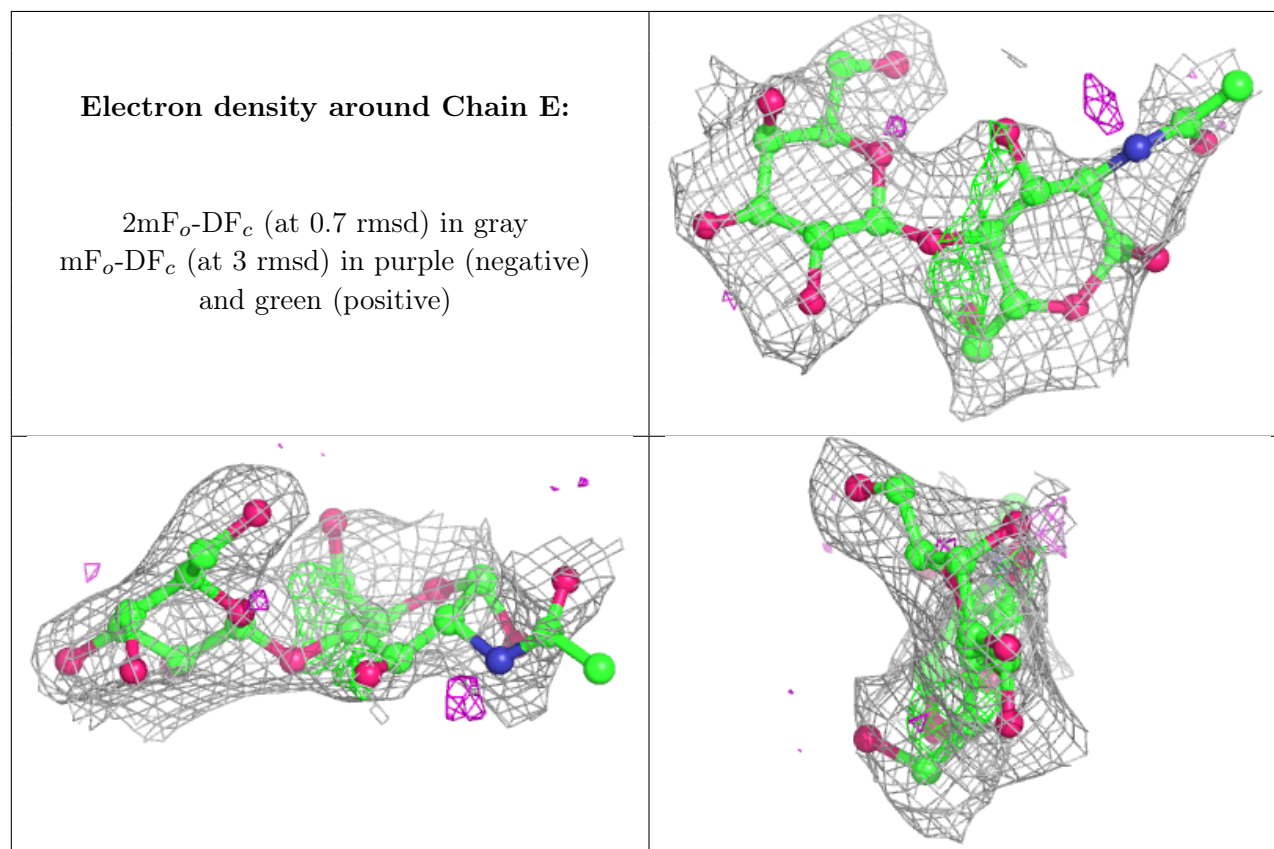 Electron density around Chain E:
2mFo-DFc (at 0.7 rmsd) in gray
mFo-DFc (at 3 rmsd) in purple (negative)
and green (positive)